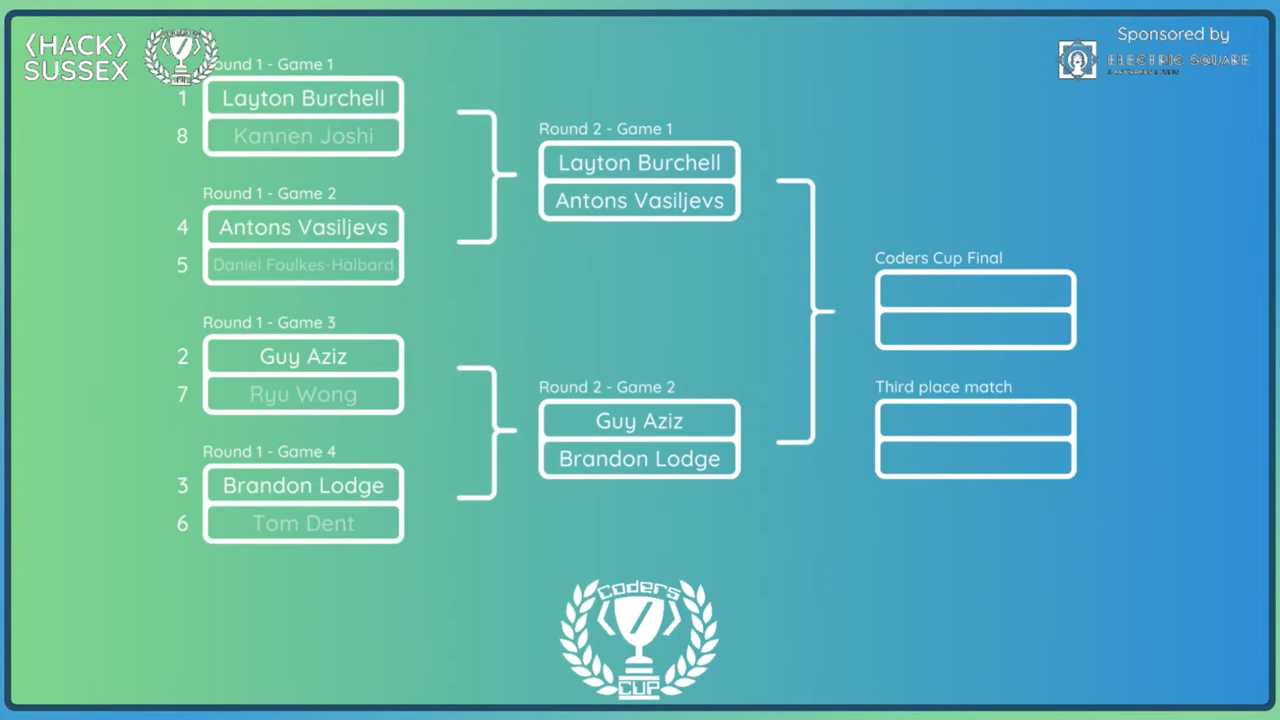 ⟨HACK⟩
SUSSEX
Sponsored by
ELECTRIC SQUARE
Round 1 - Game 1
1 Layton Burchell
8 Kannen Joshi
Round 1 - Game 2
4 Antons Vasiljevs
5 Daniel Foulkes-Halbard
Round 1 - Game 3
2 Guy Aziz
7 Ryu Wong
Round 1 - Game 4
3 Brandon Lodge
6 Tom Dent
Round 2 - Game 1
Layton Burchell
Antons Vasiljevs
Round 2 - Game 2
Guy Aziz
Brandon Lodge
Coders Cup Final
Third place match
Coders
CUP